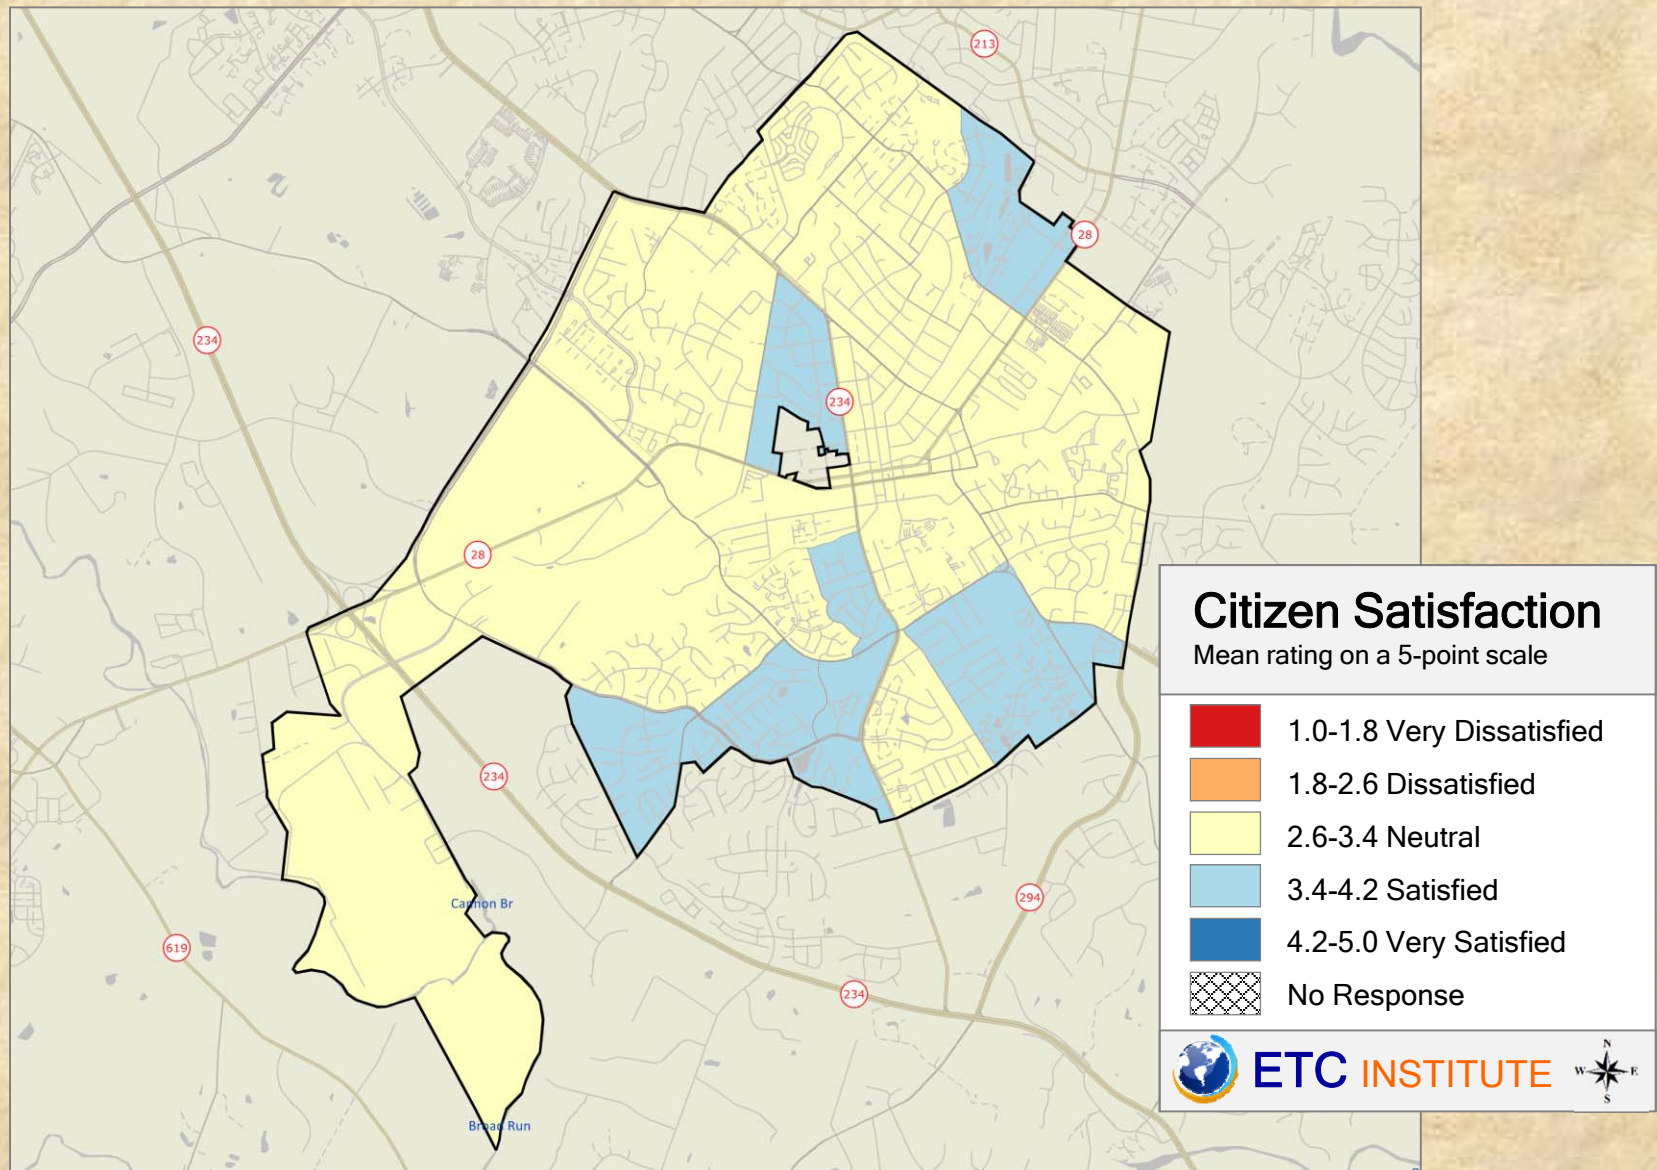 213
28
234
234
28
Citizen Satisfaction
Mean rating on a 5-point scale
1.0-1.8 Very Dissatisfied
1.8-2.6 Dissatisfied
2.6-3.4 Neutral
3.4-4.2 Satisfied
4.2-5.0 Very Satisfied
No Response
234
294
Cannon Br
619
234
ETC INSTITUTE
N
W E
S
Broad Run